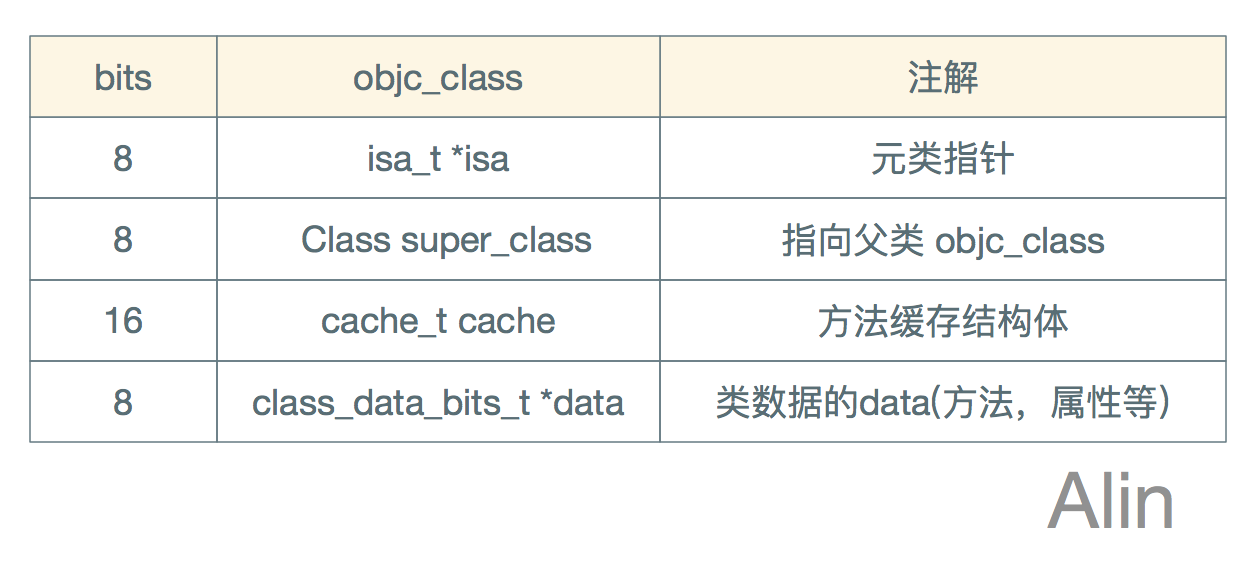 bits objc_class 注解
8 isa_t *isa 元类指针
8 Class super_class 指向父类 objc_class
16 cache_t cache 方法缓存结构体
8 class_data_bits_t *data 类数据的data(方法，属性等)
Alin